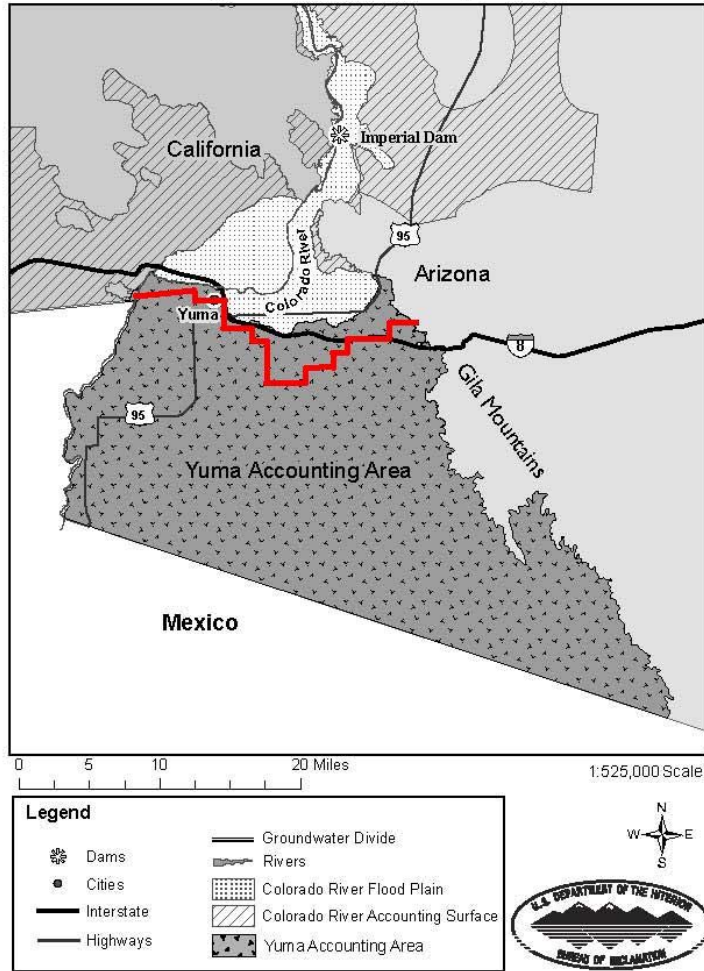 Imperial Dam
California
95
Colorado River
Arizona
Yuma
8
95
Gila Mountains
Yuma Accounting Area
Mexico
0 5 10 20 Miles
1:525,000 Scale
Legend
Dams
Cities
Interstate
Highways
Groundwater Divide
Rivers
Colorado River Flood Plain
Colorado River Accounting Surface
Yuma Accounting Area
N
W E
S
U.S. DEPARTMENT OF THE INTERIOR
BUREAU OF RECLAMATION